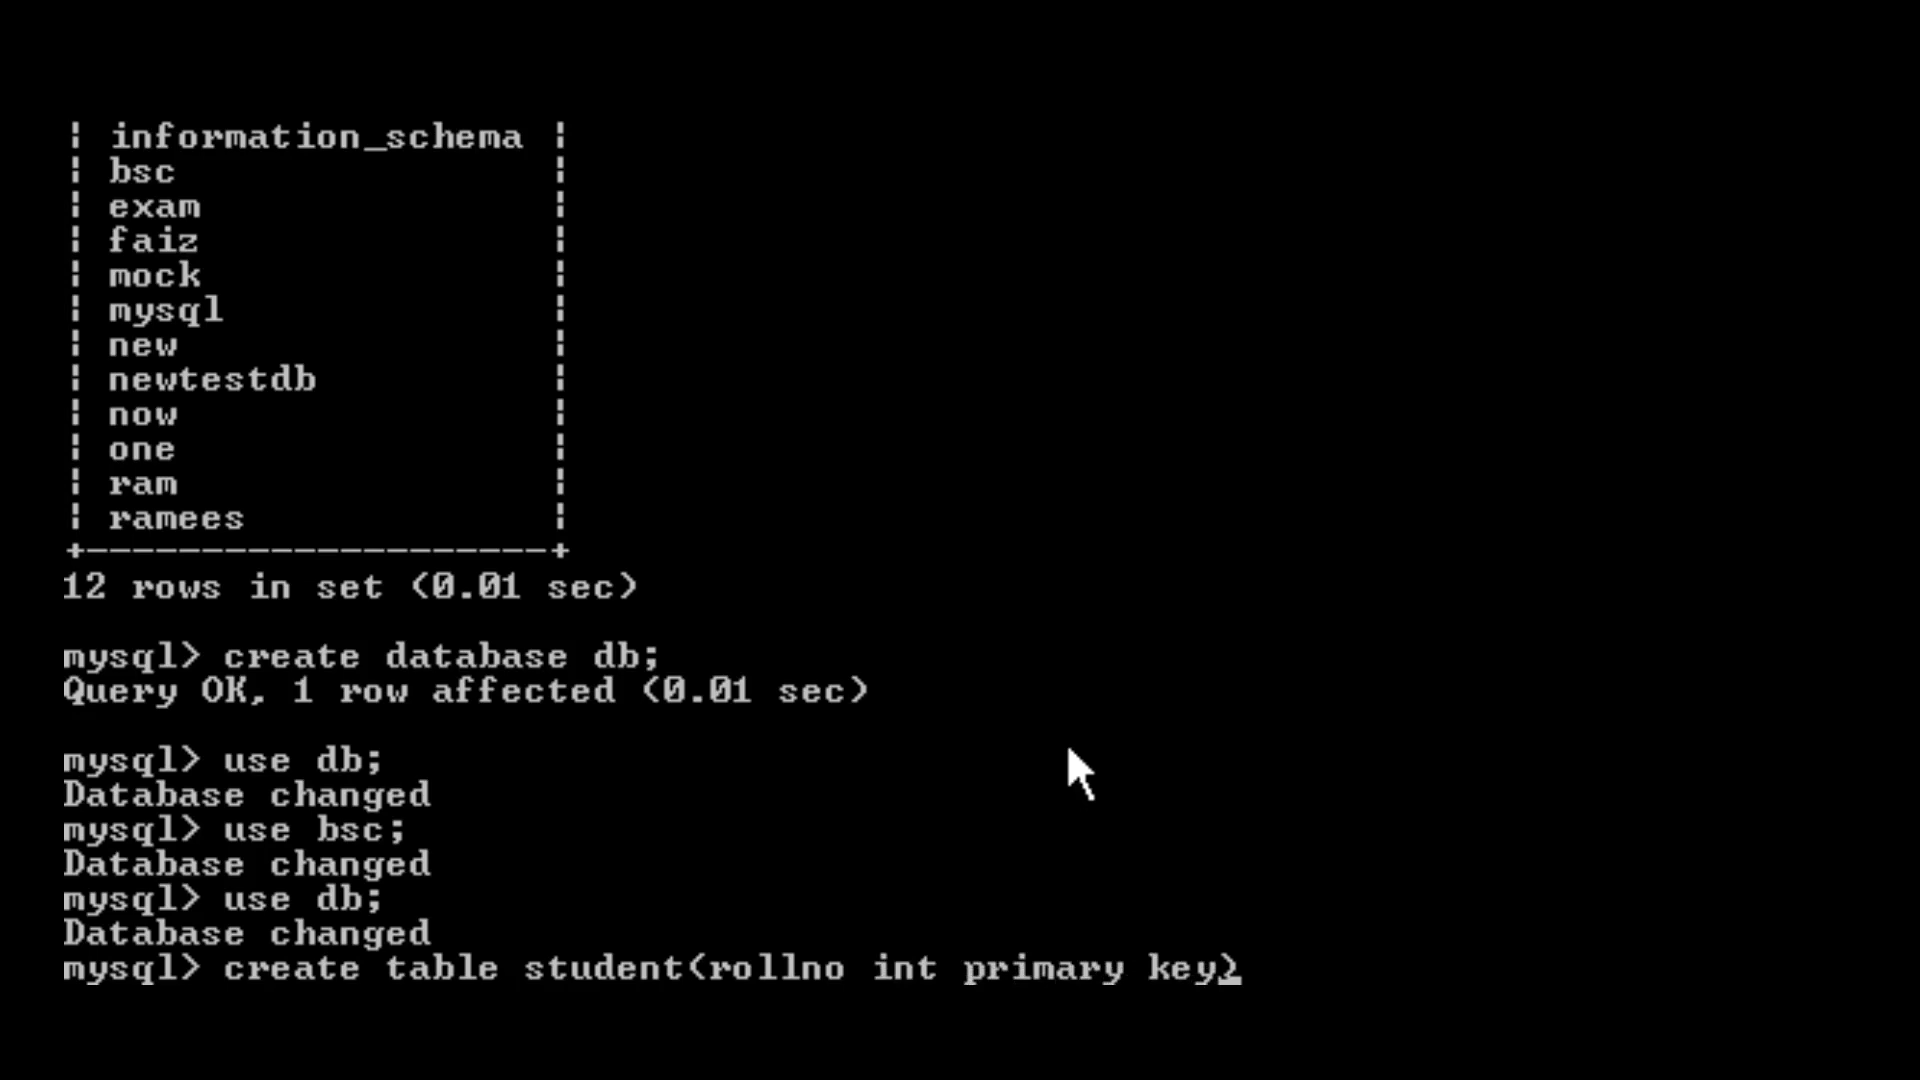 ¦ information_schema ¦
¦ bsc ¦
¦ exam ¦
¦ faiz ¦
¦ mock ¦
¦ mysql ¦
¦ new ¦
¦ newtestdb ¦
¦ now ¦
¦ one ¦
¦ ram ¦
¦ ramees ¦
+--------------------+
12 rows in set (0.01 sec)
mysql> create database db;
Query OK, 1 row affected (0.01 sec)
mysql> use db;
Database changed
mysql> use bsc;
Database changed
mysql> use db;
Database changed
mysql> create table student(rollno int primary key)